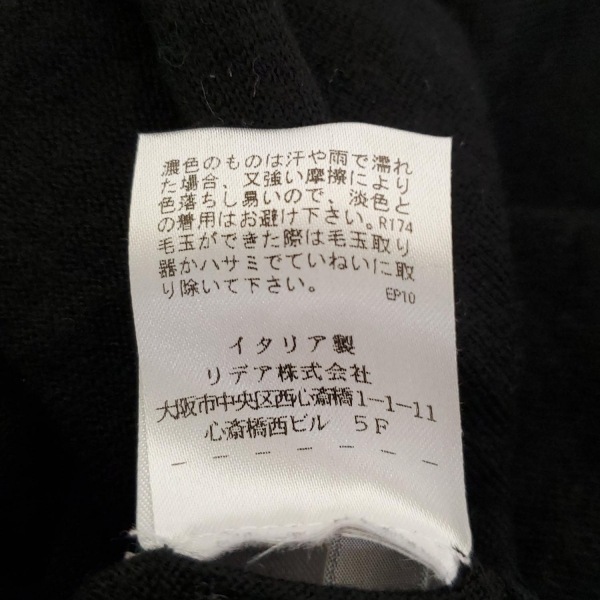 濃色のものは汗や雨で濡れ
た場合、又強い摩擦により
色落ちし易いので、淡色と
の着用はお避け下さい。R174
毛玉ができた際は毛玉取り
器かハサミでていねいに取
り除いて下さい。 EP10
イタリア製
リデア株式会社
大阪市中央区西心斎橋1-1-11
心斎橋西ビル 5F